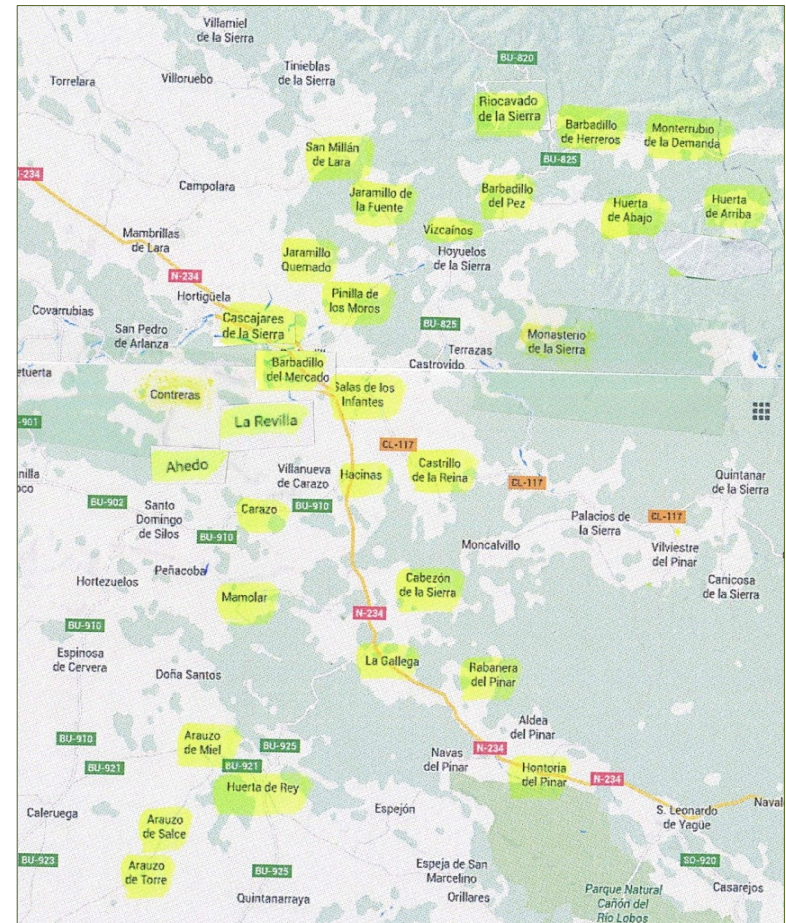 Villamiel
de la Sierra
BU-820
Tinieblas
de la Sierra
Torrelara
Villoruebo
Riocavado
de la Sierra
Barbadillo
de Herreros
Monterrubio
de la Demanda
San Millán
de Lara
BU-825
-234
Campolara
Jaramillo de
la Fuente
Barbadillo
del Pez
Huerta
de Abajo
Huerta
de Arriba
Mambrillas
de Lara
Vizcaínos
Hoyuelos
de la Sierra
Jaramillo
Quemado
N-234
Hortigüela
Pinilla de
los Moros
Covarrubias
San Pedro
de Arlanza
Cascajares
de la Sierra
BU-825
Monasterio
de la Sierra
Terrazas
Castrovido
Barbadillo
del Mercado
etuerta
Contreras
Salas de los
Infantes
La Revilla
-901
CL-117
Ahedo
Villanueva
de Carazo
Hacinas
Castrillo
de la Reina
CL-117
Quintanar
de la Sierra
nilla
oco
BU-902
Santo
Domingo
de Silos
Carazo
BU-910
BU-910
Palacios de
la Sierra
CL-117
Moncalvillo
Vilviestre
del Pinar
Peñacoba
Hortezuelos
Canicosa
de la Sierra
Mamolar
Cabezón
de la Sierra
N-234
BU-910
Espinosa
de Cervera
Doña Santos
La Gallega
Rabanera
del Pinar
Aldea
del Pinar
BU-910
Arauzo
de Miel
BU-925
BU-921
BU-921
Navas
del Pinar
N-234
Hontoria
del Pinar
N-234
Huerta de Rey
Caleruega
Arauzo
de Salce
Espejón
S. Leonardo
de Yagüe
Naval
BU-923
Arauzo
de Torre
BU-925
Quintanarraya
Espeja de San
Marcelino
Orillares
SO-920
Parque Natural
Cañón del
Río Lobos
Casarejos